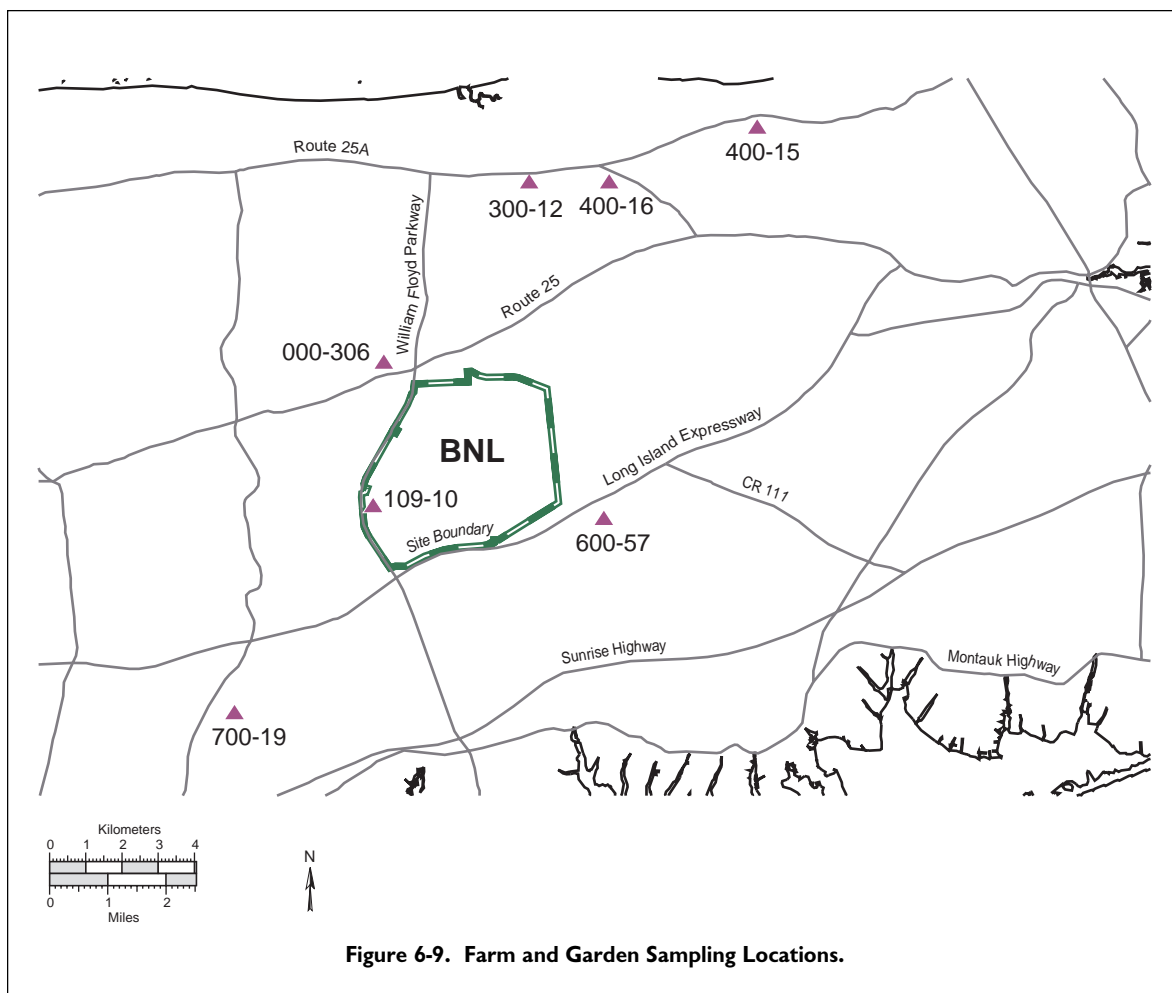 Route 25A
400-15
300-12
400-16
William Floyd Parkway
Route 25
000-306
BNL
Long Island Expressway
109-10
CR 111
Site Boundary
600-57
Sunrise Highway
Montauk Highway
700-19
Kilometers
0 1 2 3 4
0 1 2
Miles
N
Figure 6-9. Farm and Garden Sampling Locations.